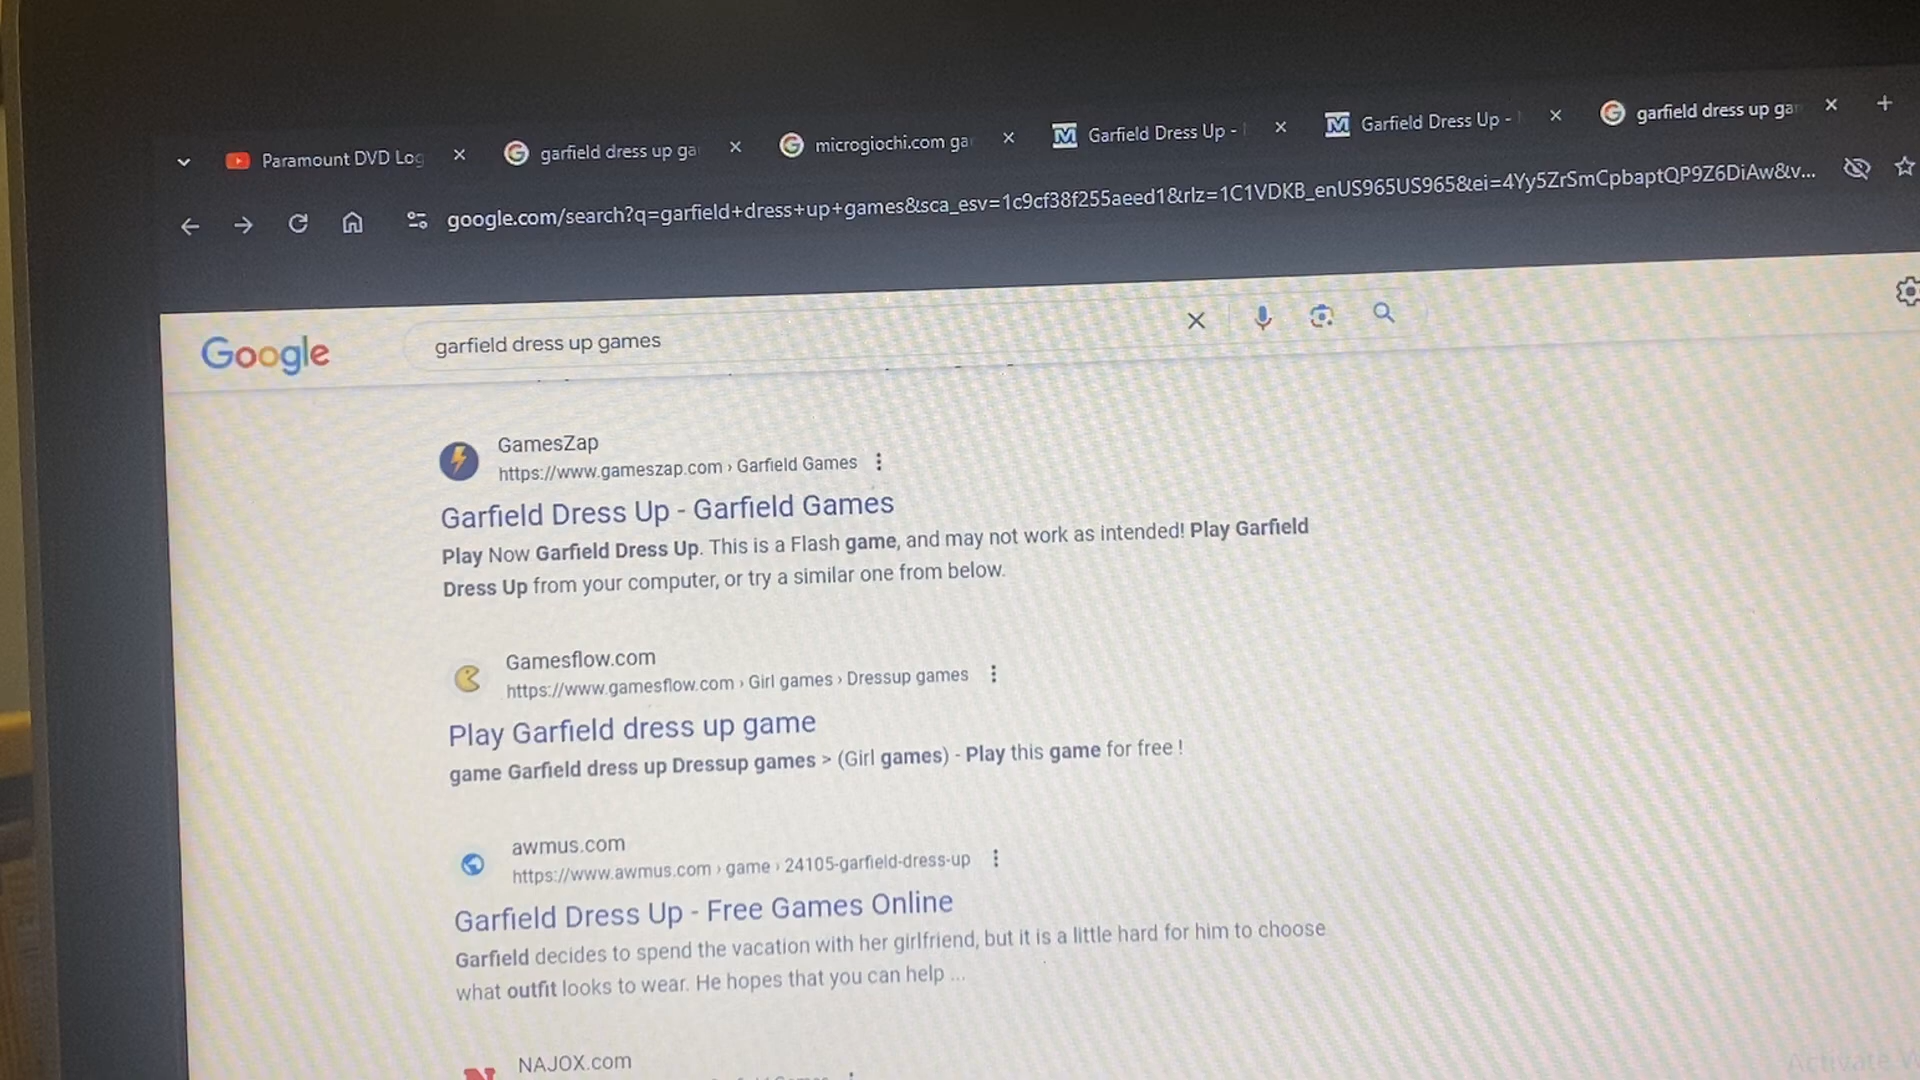 Paramount DVD Log
garfield dress up ga
microgiochi.com ga
Garfield Dress Up -
Garfield Dress Up -
garfield dress up ga
google.com/search?q=garfield+dress+up+games&sca_esv=1c9cf38f255aeed1&rlz=1C1VDKB_enUS965US965&ei=4Yy5ZrSmCpbaptQP9Z6DiAw&v...
Google
garfield dress up games
GamesZap
https://www.gameszap.com › Garfield Games
Garfield Dress Up - Garfield Games
Play Now Garfield Dress Up. This is a Flash game, and may not work as intended! Play Garfield
Dress Up from your computer, or try a similar one from below.
Gamesflow.com
https://www.gamesflow.com › Girl games › Dressup games
Play Garfield dress up game
game Garfield dress up Dressup games > (Girl games) - Play this game for free !
awmus.com
https://www.awmus.com › game › 24105-garfield-dress-up
Garfield Dress Up - Free Games Online
Garfield decides to spend the vacation with her girlfriend, but it is a little hard for him to choose
what outfit looks to wear. He hopes that you can help ...
NAJOX.com
Activate W